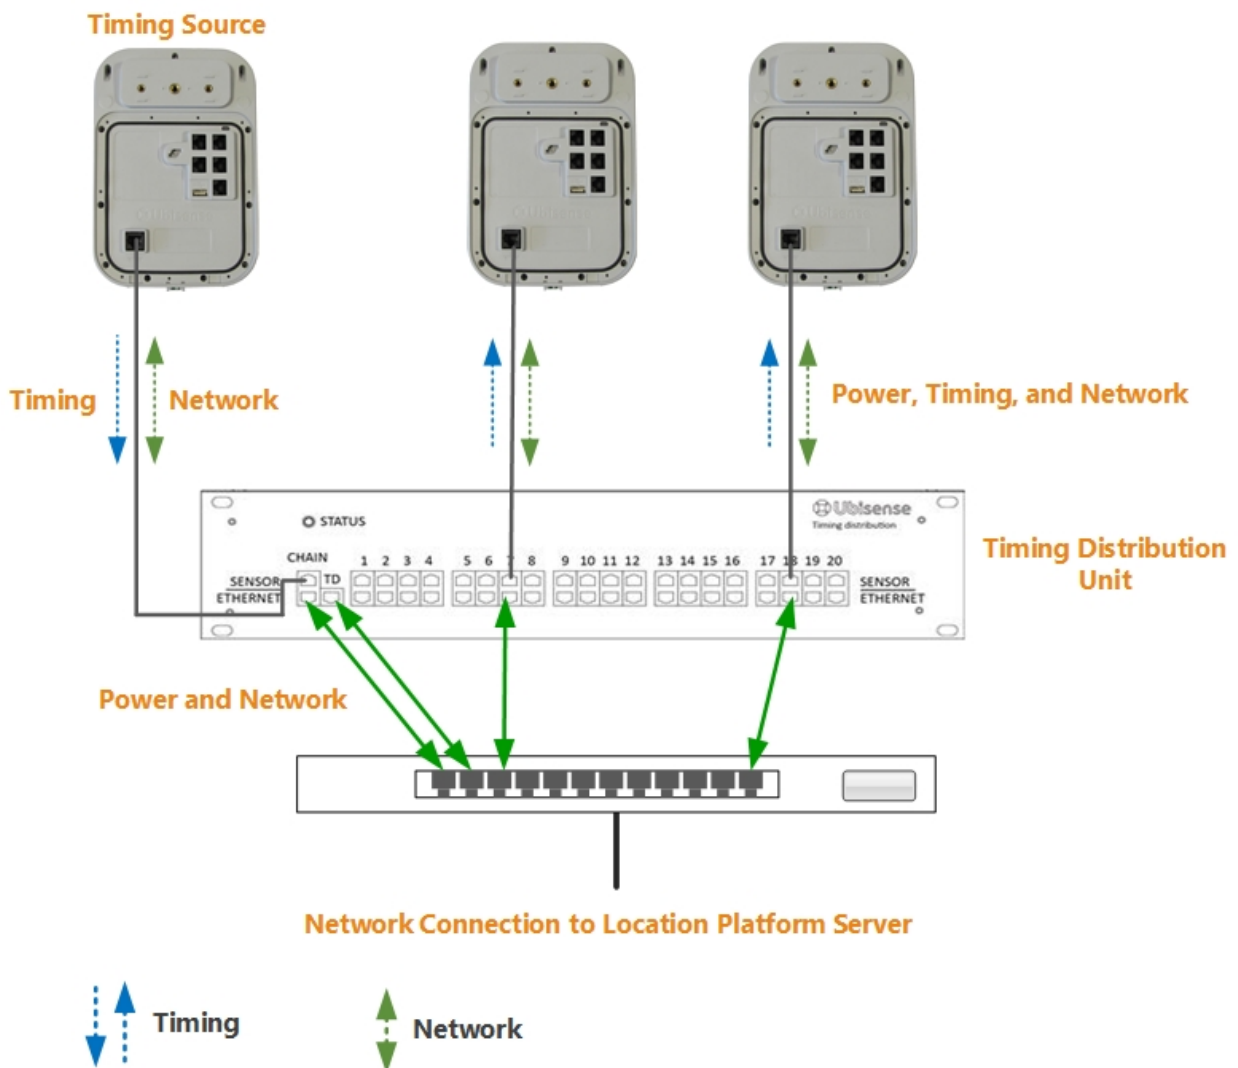 Timing Source
Ubisense
Timing
Network
Power, Timing, and Network
Ubisense
Timing distribution
STATUS
CHAIN
TD
1 2 3 4 5 6 7 8 9 10 11 12 13 14 15 16 17 18 19 20
SENSOR
ETHERNET
SENSOR
ETHERNET
Timing Distribution
Unit
Power and Network
Network Connection to Location Platform Server
Timing
Network